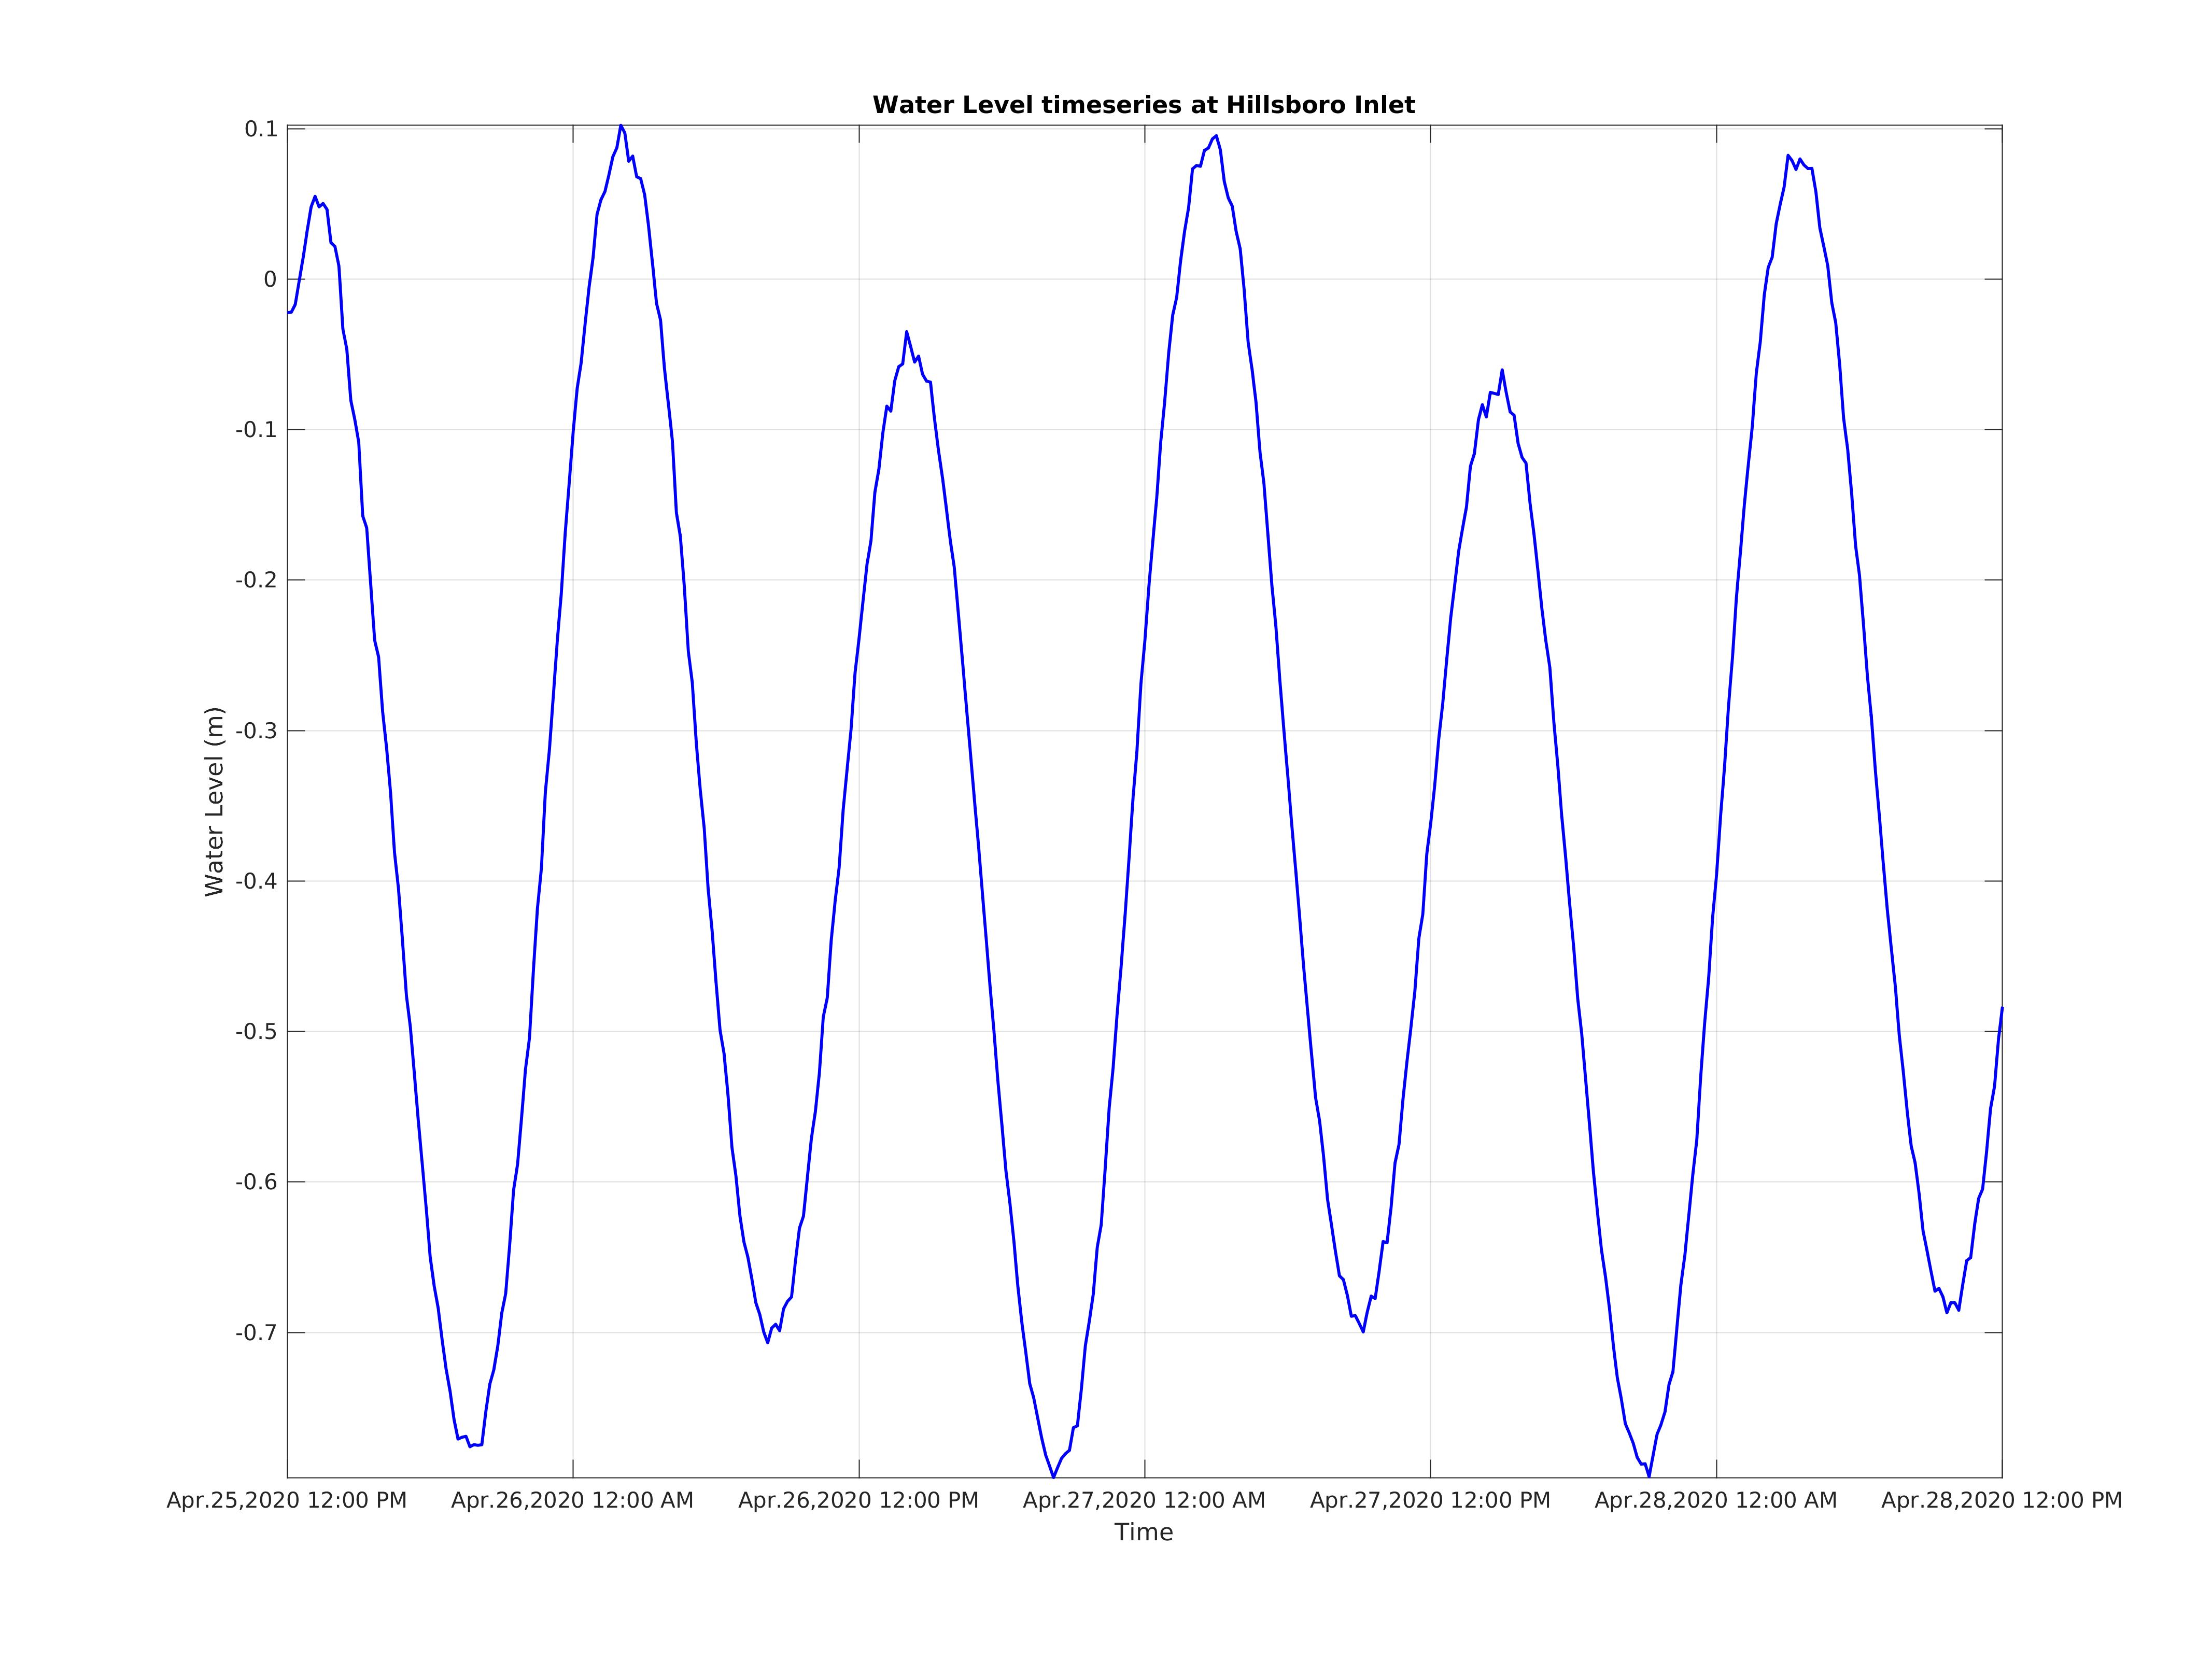 Water Level timeseries at Hillsboro Inlet
0.1
0
-0.1
-0.2
-0.3
-0.4
-0.5
-0.6
-0.7
Water Level (m)
Apr.25,2020 12:00 PM
Apr.26,2020 12:00 AM
Apr.26,2020 12:00 PM
Apr.27,2020 12:00 AM
Apr.27,2020 12:00 PM
Apr.28,2020 12:00 AM
Apr.28,2020 12:00 PM
Time